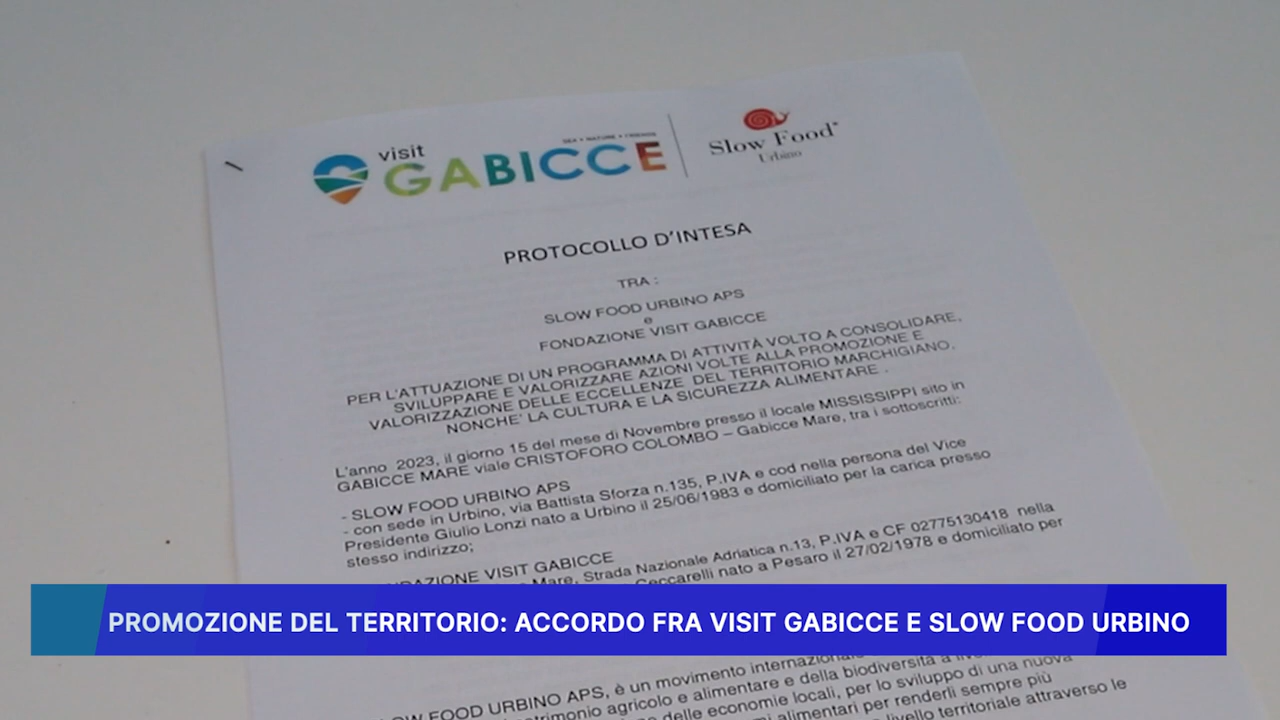 visit
SEA • NATURE • FRIENDS
GABICCE
Slow Food®
Urbino
PROTOCOLLO D'INTESA
TRA :
SLOW FOOD URBINO APS
e
FONDAZIONE VISIT GABICCE
PER L'ATTUAZIONE DI UN PROGRAMMA DI ATTIVITÀ VOLTO A CONSOLIDARE,
SVILUPPARE E VALORIZZARE AZIONI VOLTE ALLA PROMOZIONE E
VALORIZZAZIONE DELLE ECCELLENZE DEL TERRITORIO MARCHIGIANO,
NONCHE' LA CULTURA E LA SICUREZZA ALIMENTARE .
L'anno 2023, il giorno 15 del mese di Novembre presso il locale MISSISSIPPI sito in
GABICCE MARE viale CRISTOFORO COLOMBO – Gabicce Mare, tra i sottoscritti:
- SLOW FOOD URBINO APS
- con sede in Urbino, via Battista Sforza n.135, P.IVA e cod nella persona del Vice
Presidente Giulio Lonzi nato a Urbino il 25/06/1983 e domiciliato per la carica presso
stesso indirizzo;
VISIT GABICCE
Mare, Strada Nazionale Adriatica n.13, P.IVA e CF 02775130418 nella
Ceccarelli nato a Pesaro il 27/02/1978 e domiciliato per
PROMOZIONE DEL TERRITORIO: ACCORDO FRA VISIT GABICCE E SLOW FOOD URBINO
FOOD URBINO APS, è un movimento
agricolo e alimentare e della biodiversità a
delle economie locali, per lo sviluppo di una nuova
alimentari per renderli sempre più
livello territoriale attraverso le